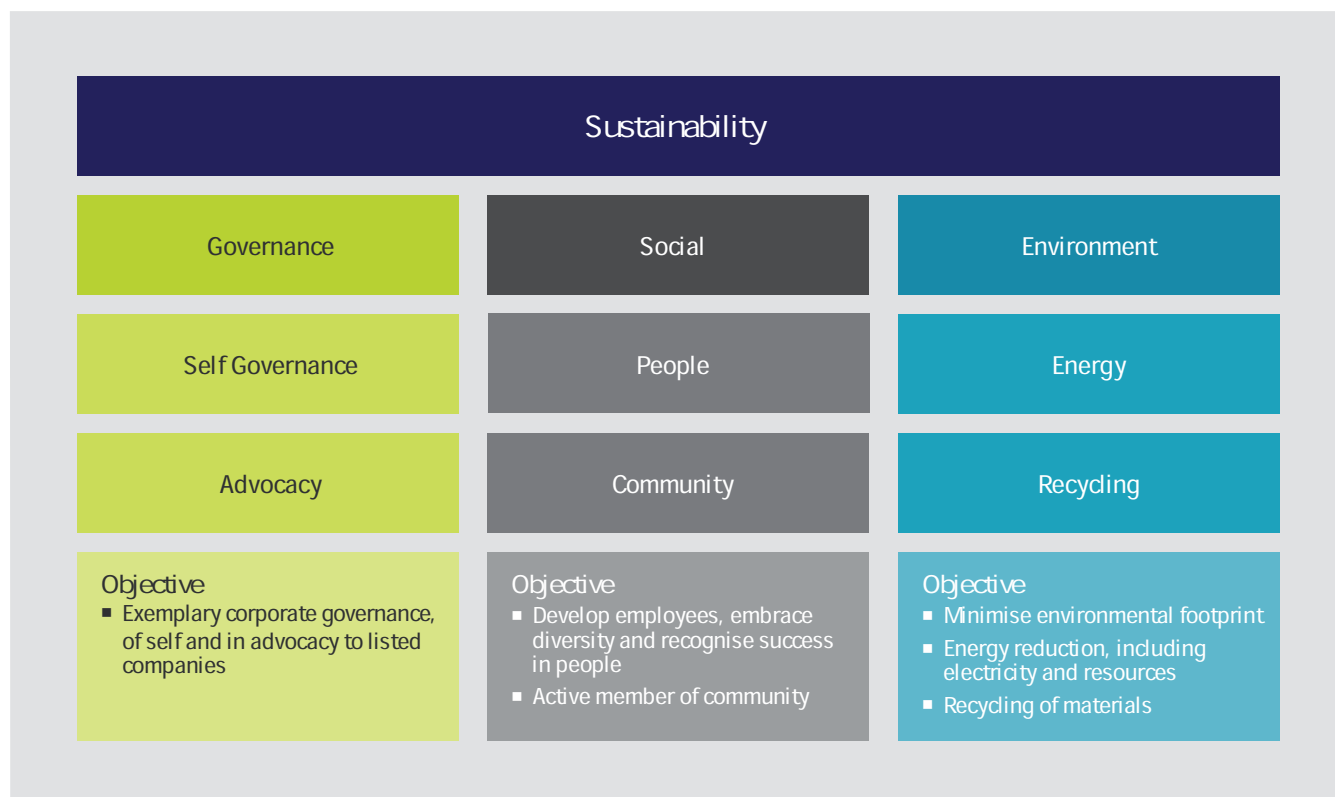 Sustainability
Governance
Social
Environment
Self Governance
People
Energy
Advocacy
Community
Recycling
Objective
▪ Exemplary corporate governance,
of self and in advocacy to listed
companies
Objective
▪ Develop employees, embrace
diversity and recognise success
in people
▪ Active member of community
Objective
▪ Minimise environmental footprint
▪ Energy reduction, including
electricity and resources
▪ Recycling of materials